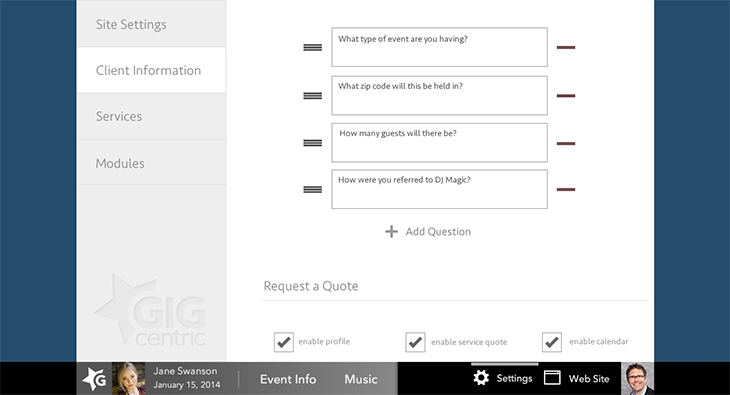 Site Settings
Client Information
Services
Modules
GIG
centric
What type of event are you having?
What zip code will this be held in?
How many guests will there be?
How were you referred to DJ Magic?
Add Question
Request a Quote
enable profile
enable service quote
enable calendar
G
Jane Swanson
January 15, 2014
Event Info
Music
Settings
Web Site